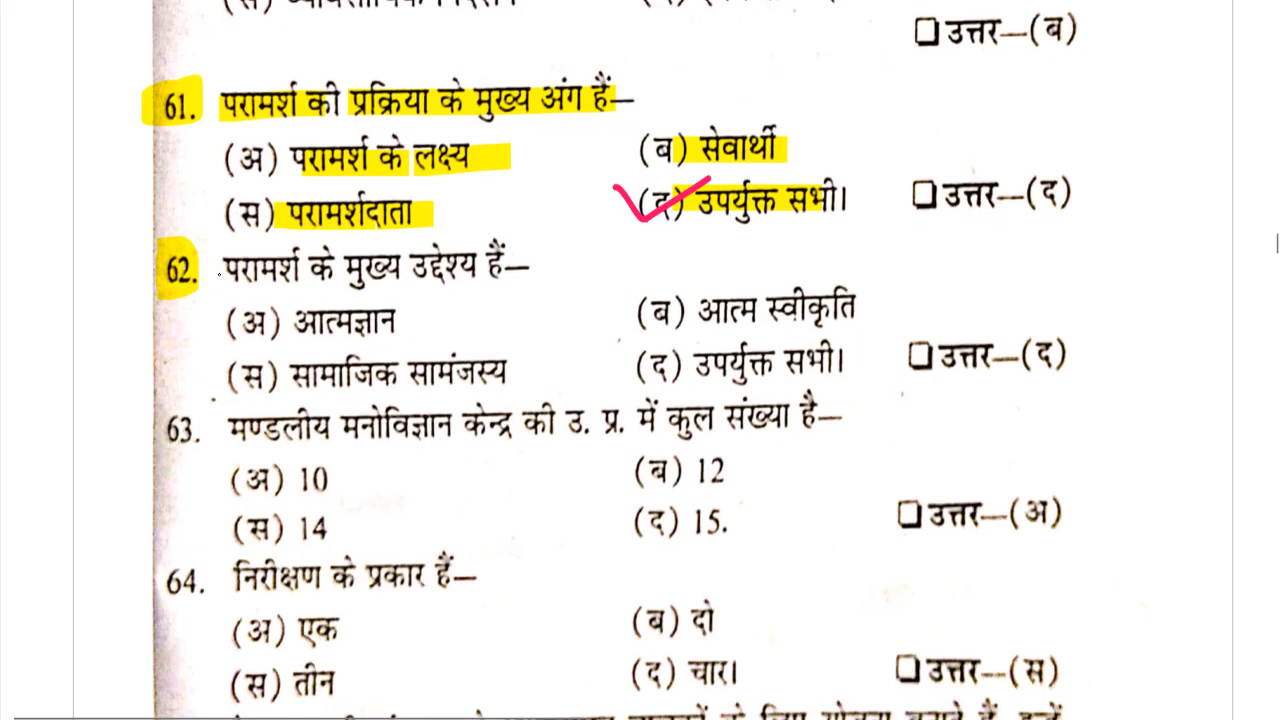 उत्तर—(ब)
61. परामर्श की प्रक्रिया के मुख्य अंग हैं—
(अ) परामर्श के लक्ष्य (ब) सेवार्थी
(स) परामर्शदाता (द) उपर्युक्त सभी। उत्तर—(द)
62. परामर्श के मुख्य उद्देश्य हैं—
(अ) आत्मज्ञान (ब) आत्म स्वीकृति
(स) सामाजिक सामंजस्य (द) उपर्युक्त सभी। उत्तर—(द)
63. मण्डलीय मनोविज्ञान केन्द्र की उ. प्र. में कुल संख्या है—
(अ) 10 (ब) 12
(स) 14 (द) 15. उत्तर—(अ)
64. निरीक्षण के प्रकार हैं—
(अ) एक (ब) दो
(स) तीन (द) चार। उत्तर—(स)